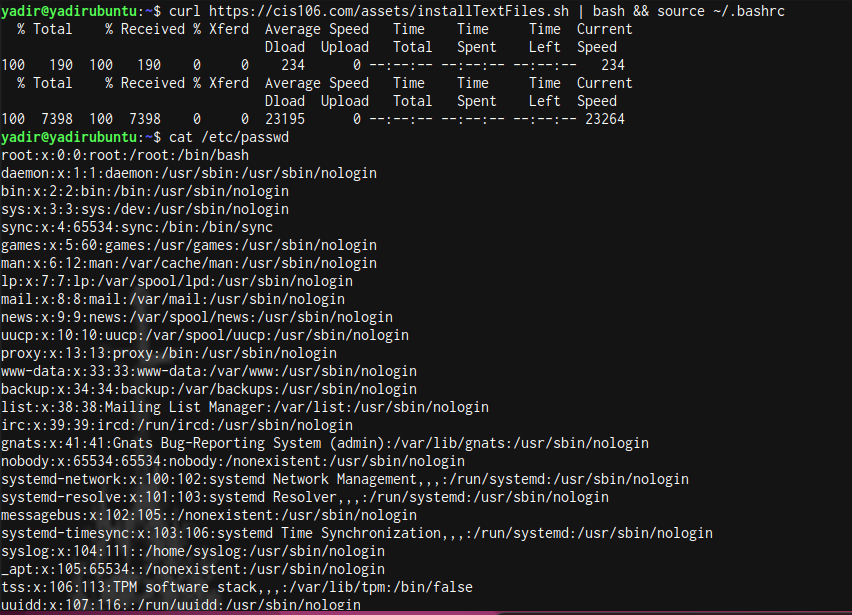 yadir@yadirubuntu:~$ curl https://cis106.com/assets/installTextFiles.sh | bash && source ~/.bashrc
  % Total    % Received % Xferd  Average Speed   Time    Time     Time  Current
                                 Dload  Upload   Total   Spent    Left  Speed
100   190  100   190    0     0    234      0 --:--:-- --:--:-- --:--:--   234
  % Total    % Received % Xferd  Average Speed   Time    Time     Time  Current
                                 Dload  Upload   Total   Spent    Left  Speed
100  7398  100  7398    0     0  23195      0 --:--:-- --:--:-- --:--:-- 23264
yadir@yadirubuntu:~$ cat /etc/passwd
root:x:0:0:root:/root:/bin/bash
daemon:x:1:1:daemon:/usr/sbin:/usr/sbin/nologin
bin:x:2:2:bin:/bin:/usr/sbin/nologin
sys:x:3:3:sys:/dev:/usr/sbin/nologin
sync:x:4:65534:sync:/bin:/bin/sync
games:x:5:60:games:/usr/games:/usr/sbin/nologin
man:x:6:12:man:/var/cache/man:/usr/sbin/nologin
lp:x:7:7:lp:/var/spool/lpd:/usr/sbin/nologin
mail:x:8:8:mail:/var/mail:/usr/sbin/nologin
news:x:9:9:news:/var/spool/news:/usr/sbin/nologin
uucp:x:10:10:uucp:/var/spool/uucp:/usr/sbin/nologin
proxy:x:13:13:proxy:/bin:/usr/sbin/nologin
www-data:x:33:33:www-data:/var/www:/usr/sbin/nologin
backup:x:34:34:backup:/var/backups:/usr/sbin/nologin
list:x:38:38:Mailing List Manager:/var/list:/usr/sbin/nologin
irc:x:39:39:ircd:/run/ircd:/usr/sbin/nologin
gnats:x:41:41:Gnats Bug-Reporting System (admin):/var/lib/gnats:/usr/sbin/nologin
nobody:x:65534:65534:nobody:/nonexistent:/usr/sbin/nologin
systemd-network:x:100:102:systemd Network Management,,,:/run/systemd:/usr/sbin/nologin
systemd-resolve:x:101:103:systemd Resolver,,,:/run/systemd:/usr/sbin/nologin
messagebus:x:102:105::/nonexistent:/usr/sbin/nologin
systemd-timesync:x:103:106:systemd Time Synchronization,,,:/run/systemd:/usr/sbin/nologin
syslog:x:104:111::/home/syslog:/usr/sbin/nologin
_apt:x:105:65534::/nonexistent:/usr/sbin/nologin
tss:x:106:113:TPM software stack,,,:/var/lib/tpm:/bin/false
uuidd:x:107:116::/run/uuidd:/usr/sbin/nologin